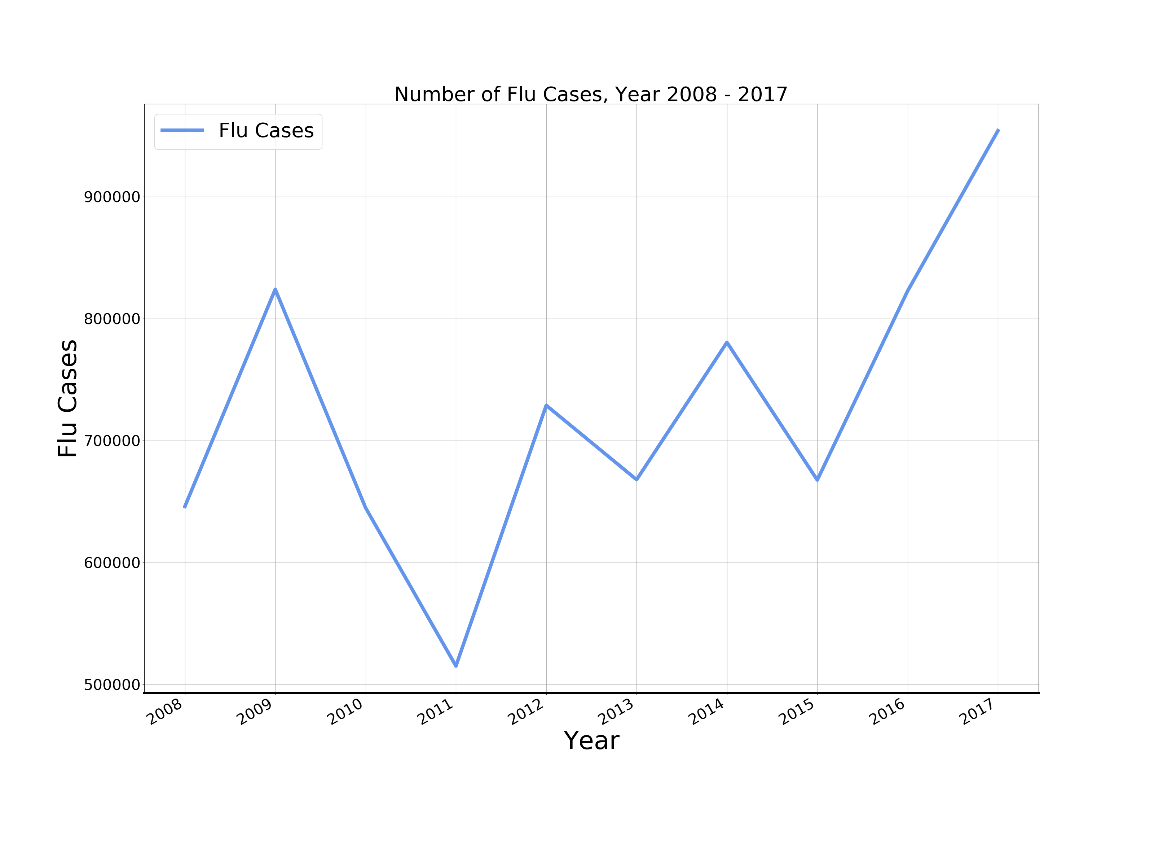 Number of Flu Cases, Year 2008 - 2017
Flu Cases
900000
800000
700000
600000
500000
Flu Cases
2008 2009 2010 2011 2012 2013 2014 2015 2016 2017
Year